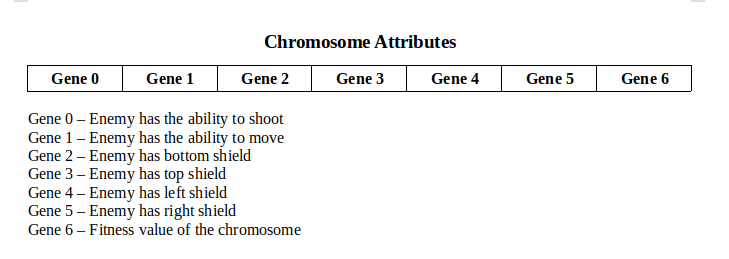 Chromosome Attributes
Gene 0 Gene 1 Gene 2 Gene 3 Gene 4 Gene 5 Gene 6
Gene 0 – Enemy has the ability to shoot
Gene 1 – Enemy has the ability to move
Gene 2 – Enemy has bottom shield
Gene 3 – Enemy has top shield
Gene 4 – Enemy has left shield
Gene 5 – Enemy has right shield
Gene 6 – Fitness value of the chromosome